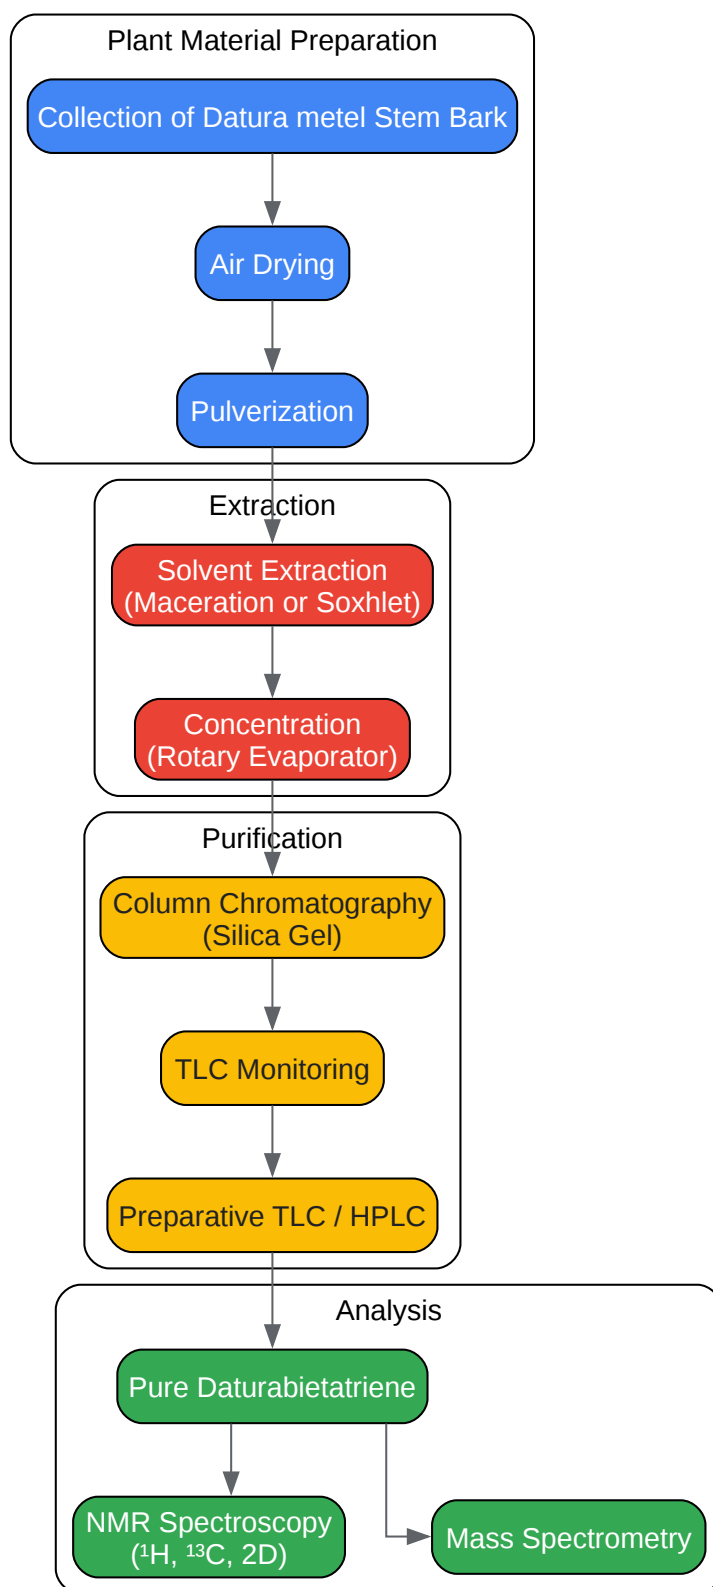 Plant Material Preparation
Collection of Datura metel Stem Bark
Air Drying
Pulverization
Extraction
Solvent Extraction
(Maceration or Soxhlet)
Concentration
(Rotary Evaporator)
Purification
Column Chromatography
(Silica Gel)
TLC Monitoring
Preparative TLC / HPLC
Analysis
Pure Daturabietatriene
NMR Spectroscopy
(¹H, ¹³C, 2D)
Mass Spectrometry